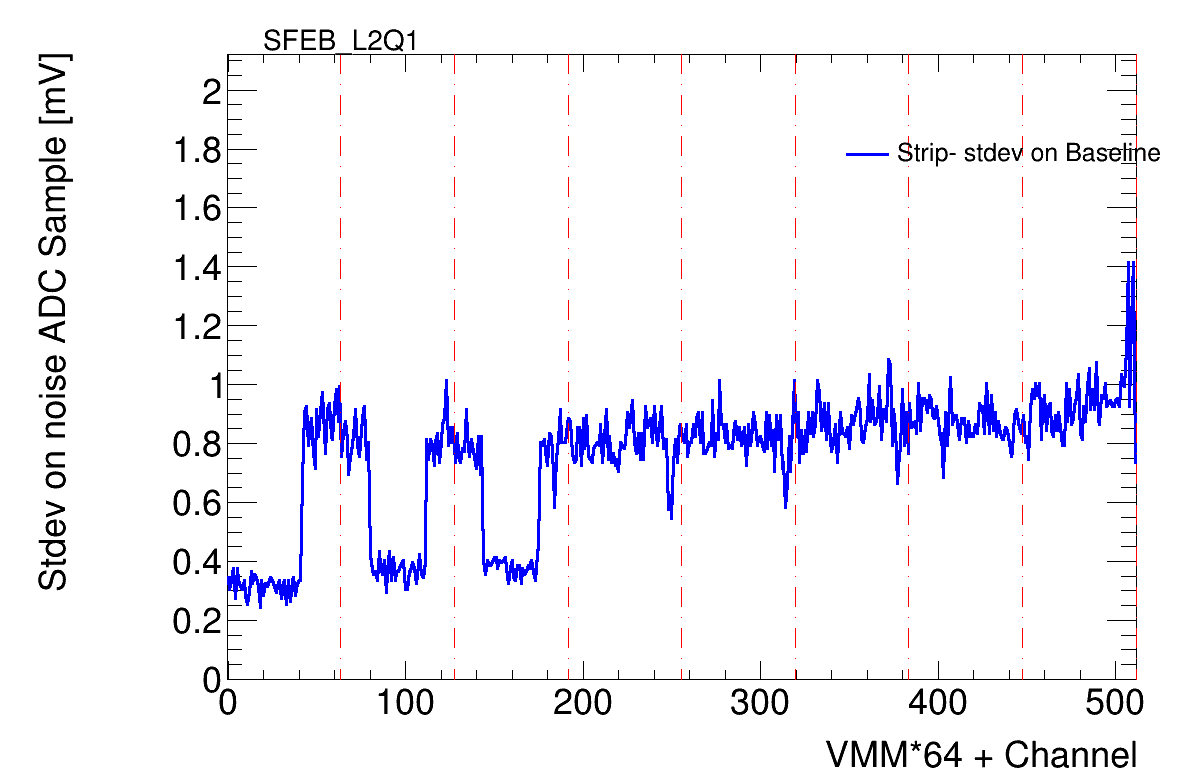 SFEB_L2Q1
Stdev on noise ADC Sample [mV]
2
1.8
1.6
1.4
1.2
1
0.8
0.6
0.4
0.2
0
Strip- stdev on Baseline
0 100 200 300 400 500
VMM*64 + Channel